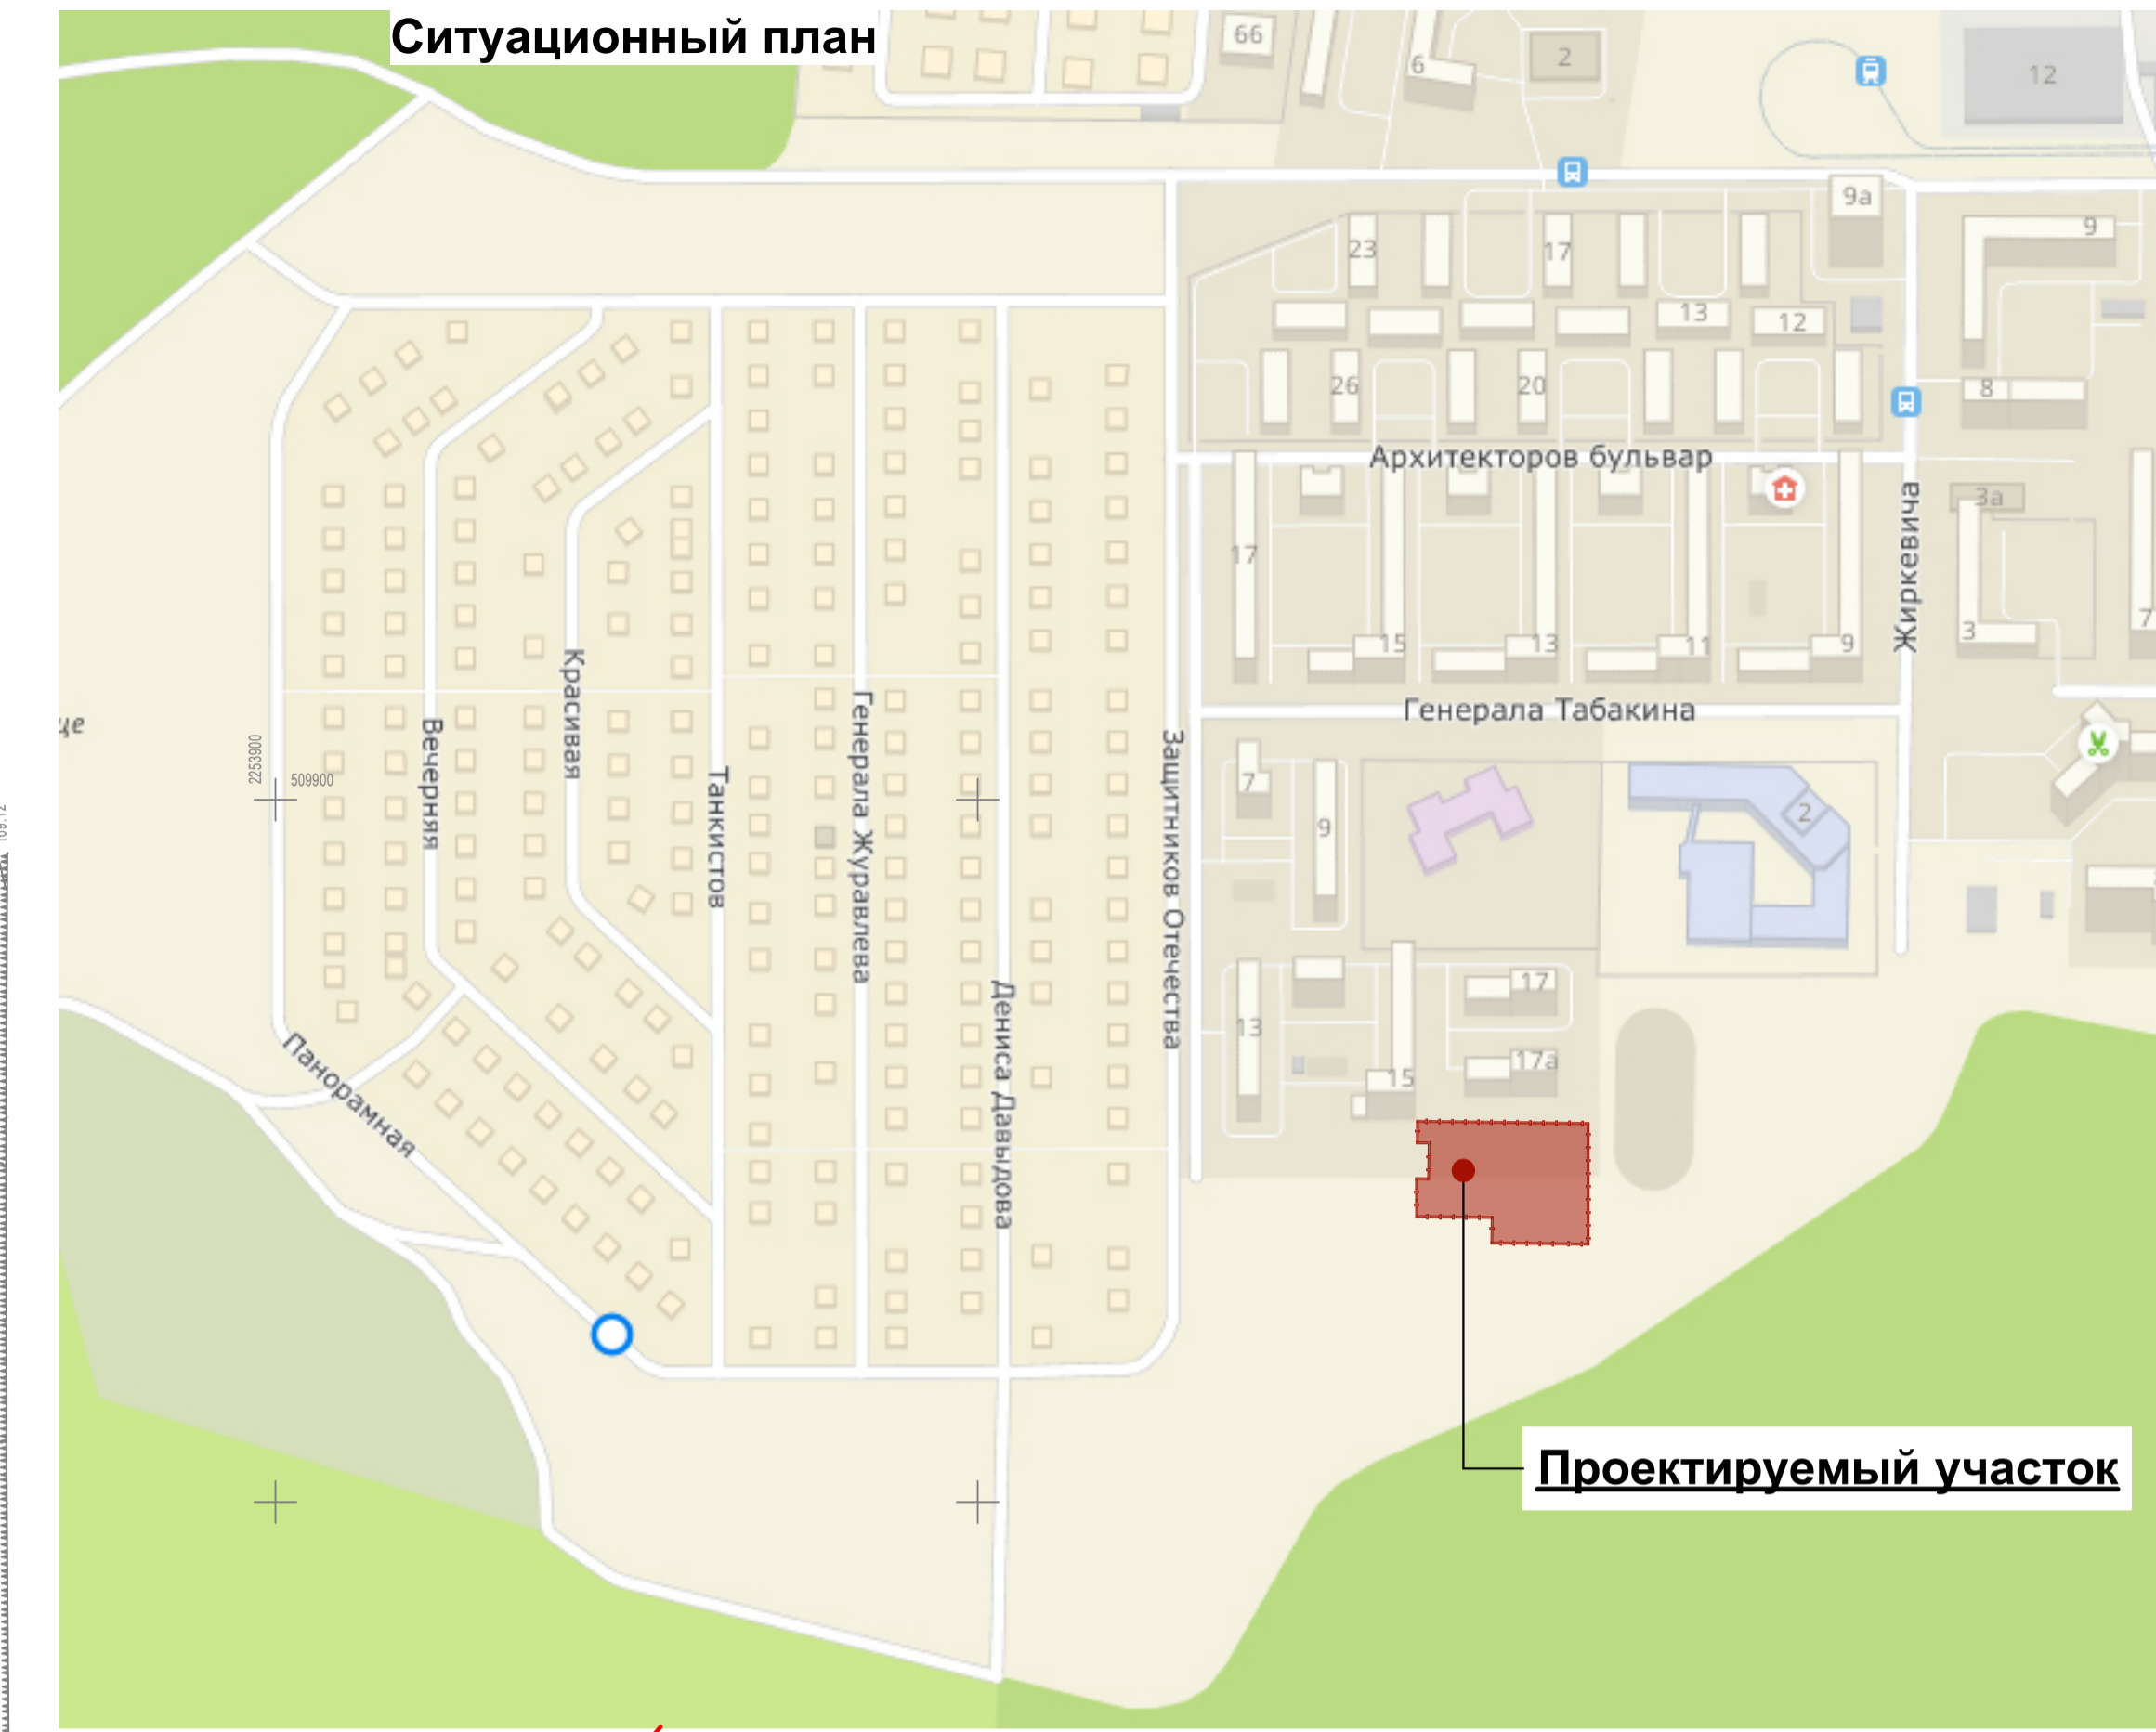 Ситуационный план
66
6
2
12
9а
9
23
17
13
12
8
26
20
Архитекторов бульвар
Жиркевича
3а
17
15
13
11
9
3
7
Генерала Табакина
Красивая
Вечерняя
Генерала Журавлева
Защитников Отечества
Танкистов
це
2253900
509900
7
9
2
17
Дениса Давыдова
13
17а
15
Панорамная
Проектируемый участок